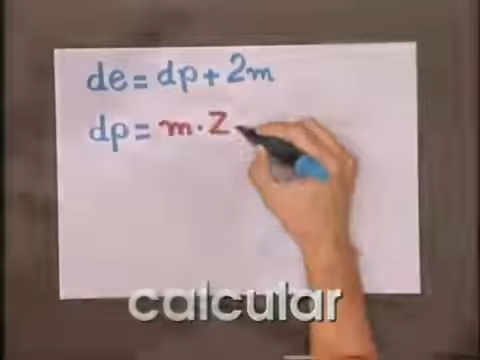 de = dp + 2m
dp = m · Z
calcular